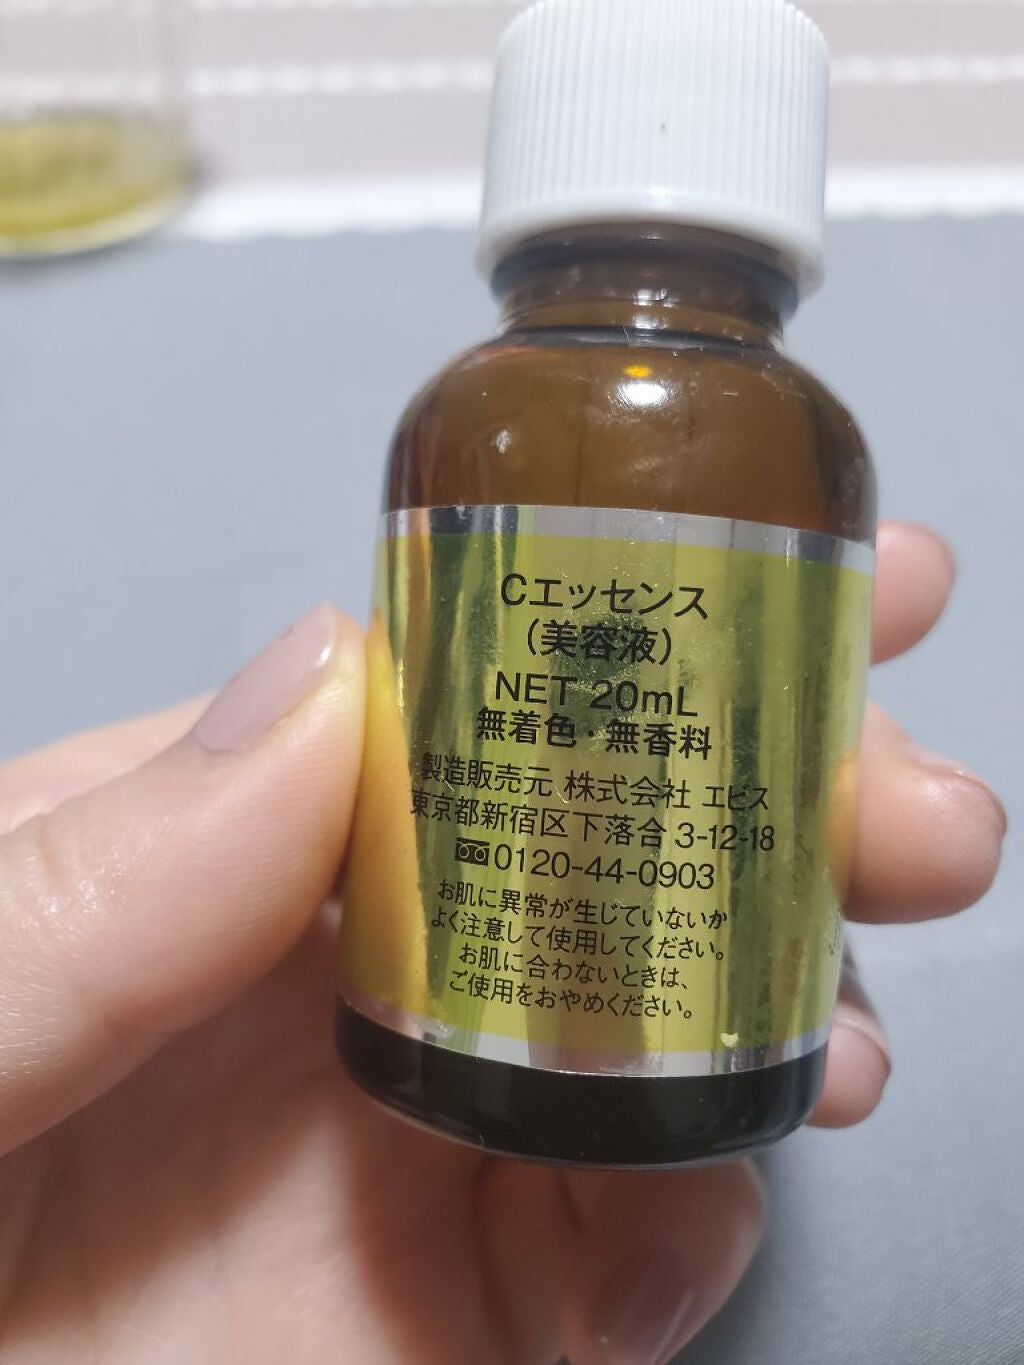 Cエッセンス
(美容液)
NET 20mL
無着色・無香料
製造販売元 株式会社 エビス
東京都新宿区下落合 3-12-18
0120-44-0903
お肌に異常が生じていないか
よく注意して使用してください。
お肌に合わないときは、
ご使用をおやめください。